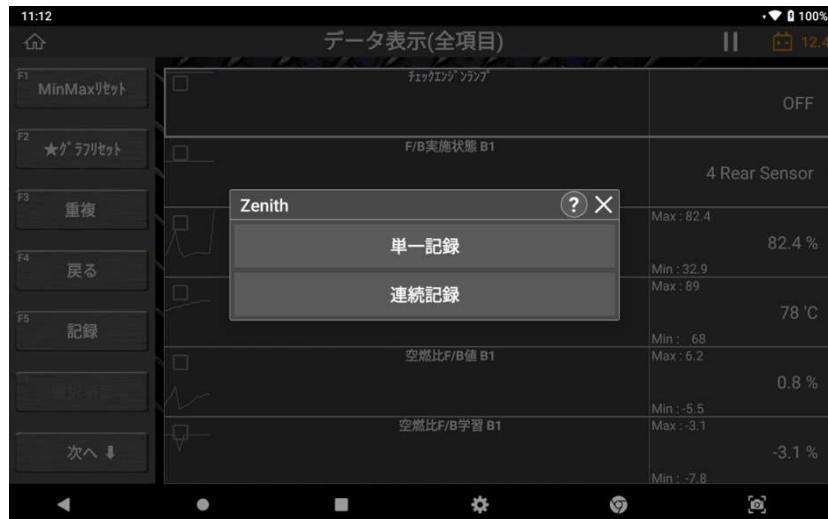 11:12
100%
データ表示(全項目)
12.4
F1
MinMaxリセット
チェックエンジンランプ
OFF
F2
★グラフリセット
F/B実施状態 B1
4 Rear Sensor
F3
重複
Zenith
?
単一記録
連続記録
Max : 82.4
82.4 %
Min : 32.9
F4
戻る
Max : 89
78 'C
Min : 68
F5
記録
空燃比F/B値 B1
Max : 6.2
0.8 %
Min : -5.5
空燃比F/B学習 B1
Max : -3.1
-3.1 %
Min : -7.8
次へ